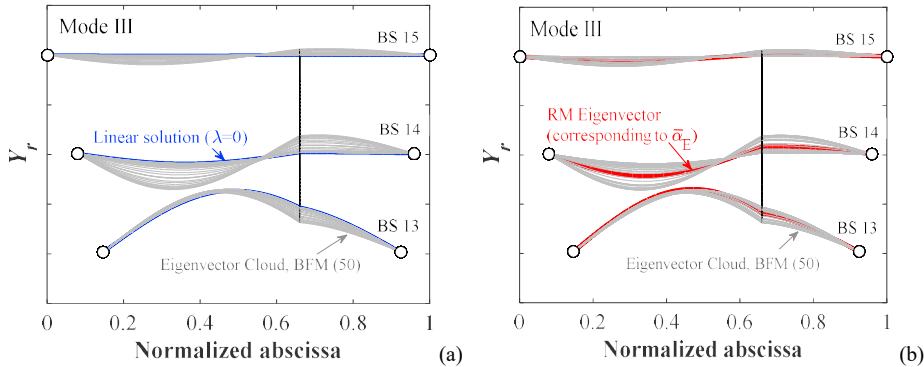 Mode III
BS 15
Linear solution (λ=0)
BS 14
Y_r
BS 13
Eigenvector Cloud, BFM (50)
0 0.2 0.4 0.6 0.8 1
Normalized abscissa
(a)
Mode III
BS 15
RM Eigenvector
(corresponding to ᾱ_E)
BS 14
Y_r
BS 13
Eigenvector Cloud, BFM (50)
0 0.2 0.4 0.6 0.8 1
Normalized abscissa
(b)